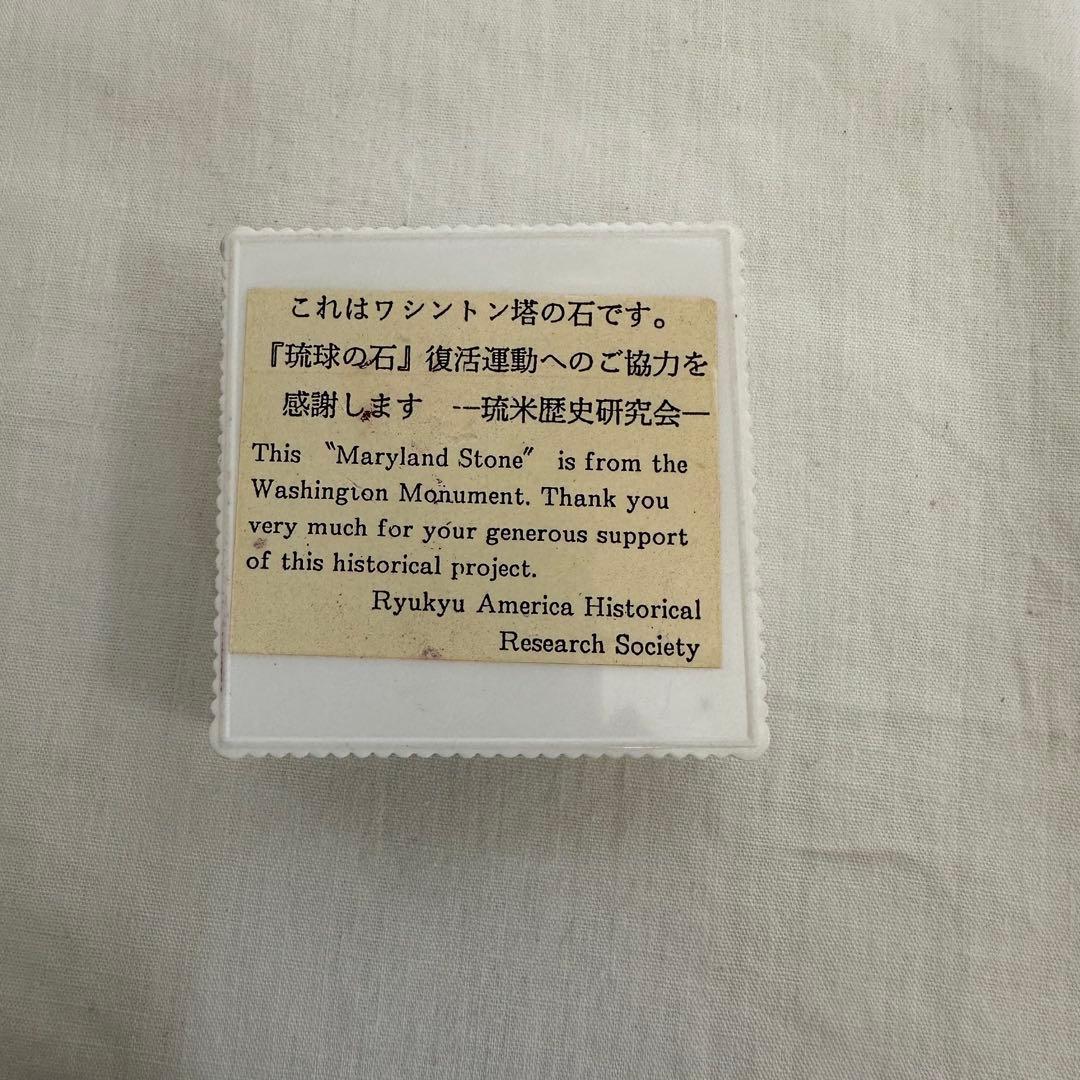 これはワシントン塔の石です。
『琉球の石』復活運動へのご協力を
感謝します　--琉米歴史研究会—
This 〝Maryland Stone〞 is from the
Washington Monument. Thank you
very much for your generous support
of this historical project.
Ryukyu America Historical
Research Society